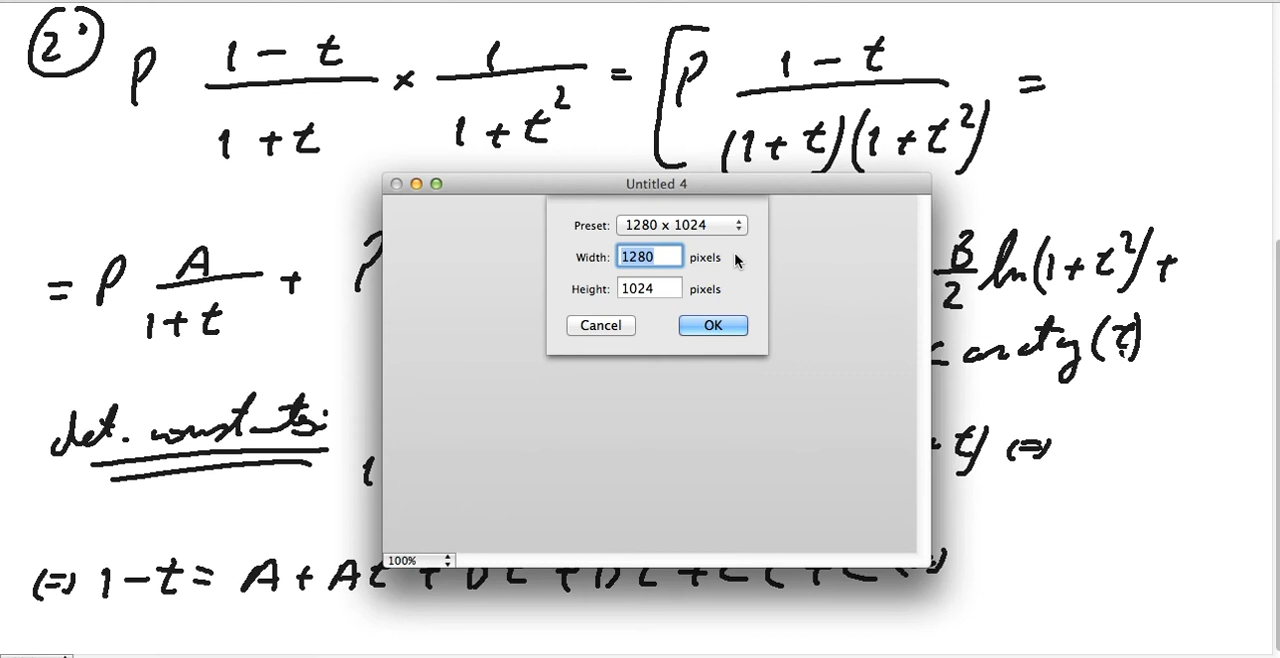 2) P (1 - t)/(1 + t) × 1/(1 + t²) = [P (1 - t)/((1 + t)(1 + t²)) =
Untitled 4
Preset: 1280 x 1024
Width: 1280 pixels
Height: 1024 pixels
Cancel OK
= P A/(1 + t) + P B/2 ln(1 + t²) +
arctg(t)
det. constants:
1 t) ⇔
100%
⇔ 1 - t = A + At +